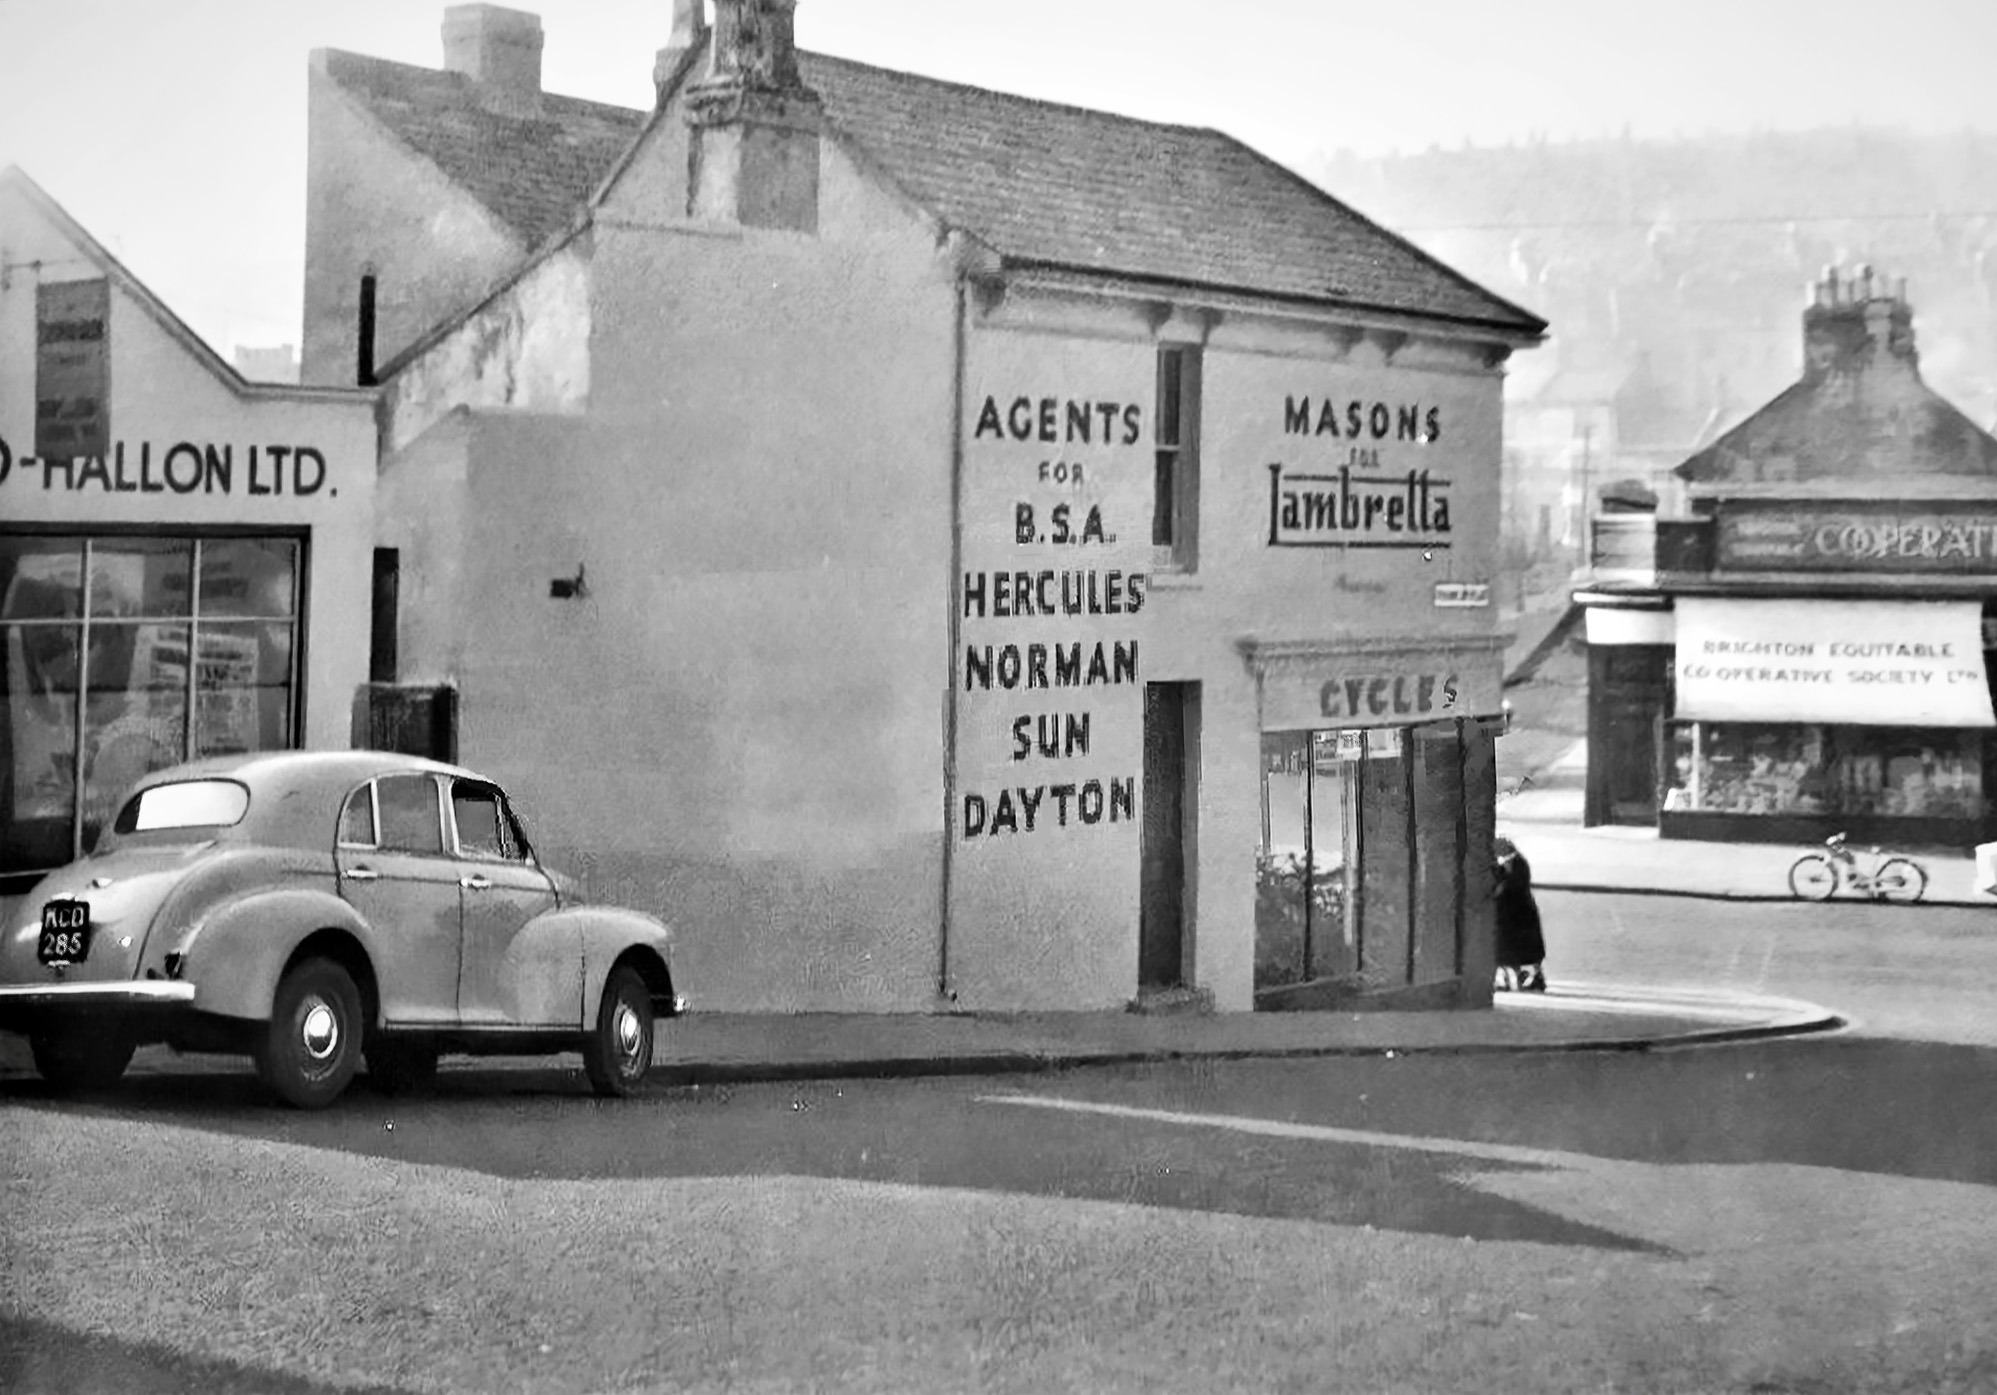 -HALLON LTD.
KCD
285
AGENTS
FOR
B.S.A.
HERCULES
NORMAN
SUN
DAYTON
MASONS
FOR
Lambretta
CYCLES
COOPERATI
BRIGHTON EQUITABLE
CO-OPERATIVE SOCIETY LTD